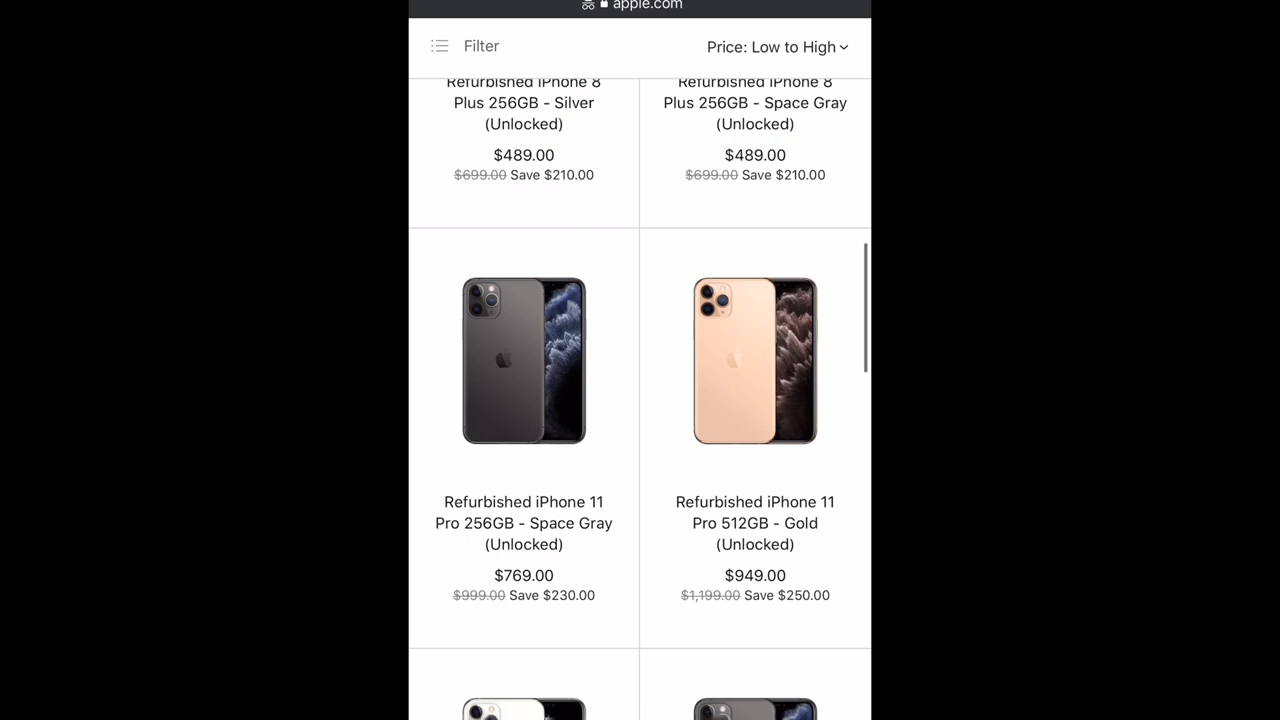 apple.com
Filter
Price: Low to High
Refurbished iPhone 8
Plus 256GB - Silver
(Unlocked)
$489.00
$699.00 Save $210.00
Refurbished iPhone 8
Plus 256GB - Space Gray
(Unlocked)
$489.00
$699.00 Save $210.00
Refurbished iPhone 11
Pro 256GB - Space Gray
(Unlocked)
$769.00
$999.00 Save $230.00
Refurbished iPhone 11
Pro 512GB - Gold
(Unlocked)
$949.00
$1,199.00 Save $250.00